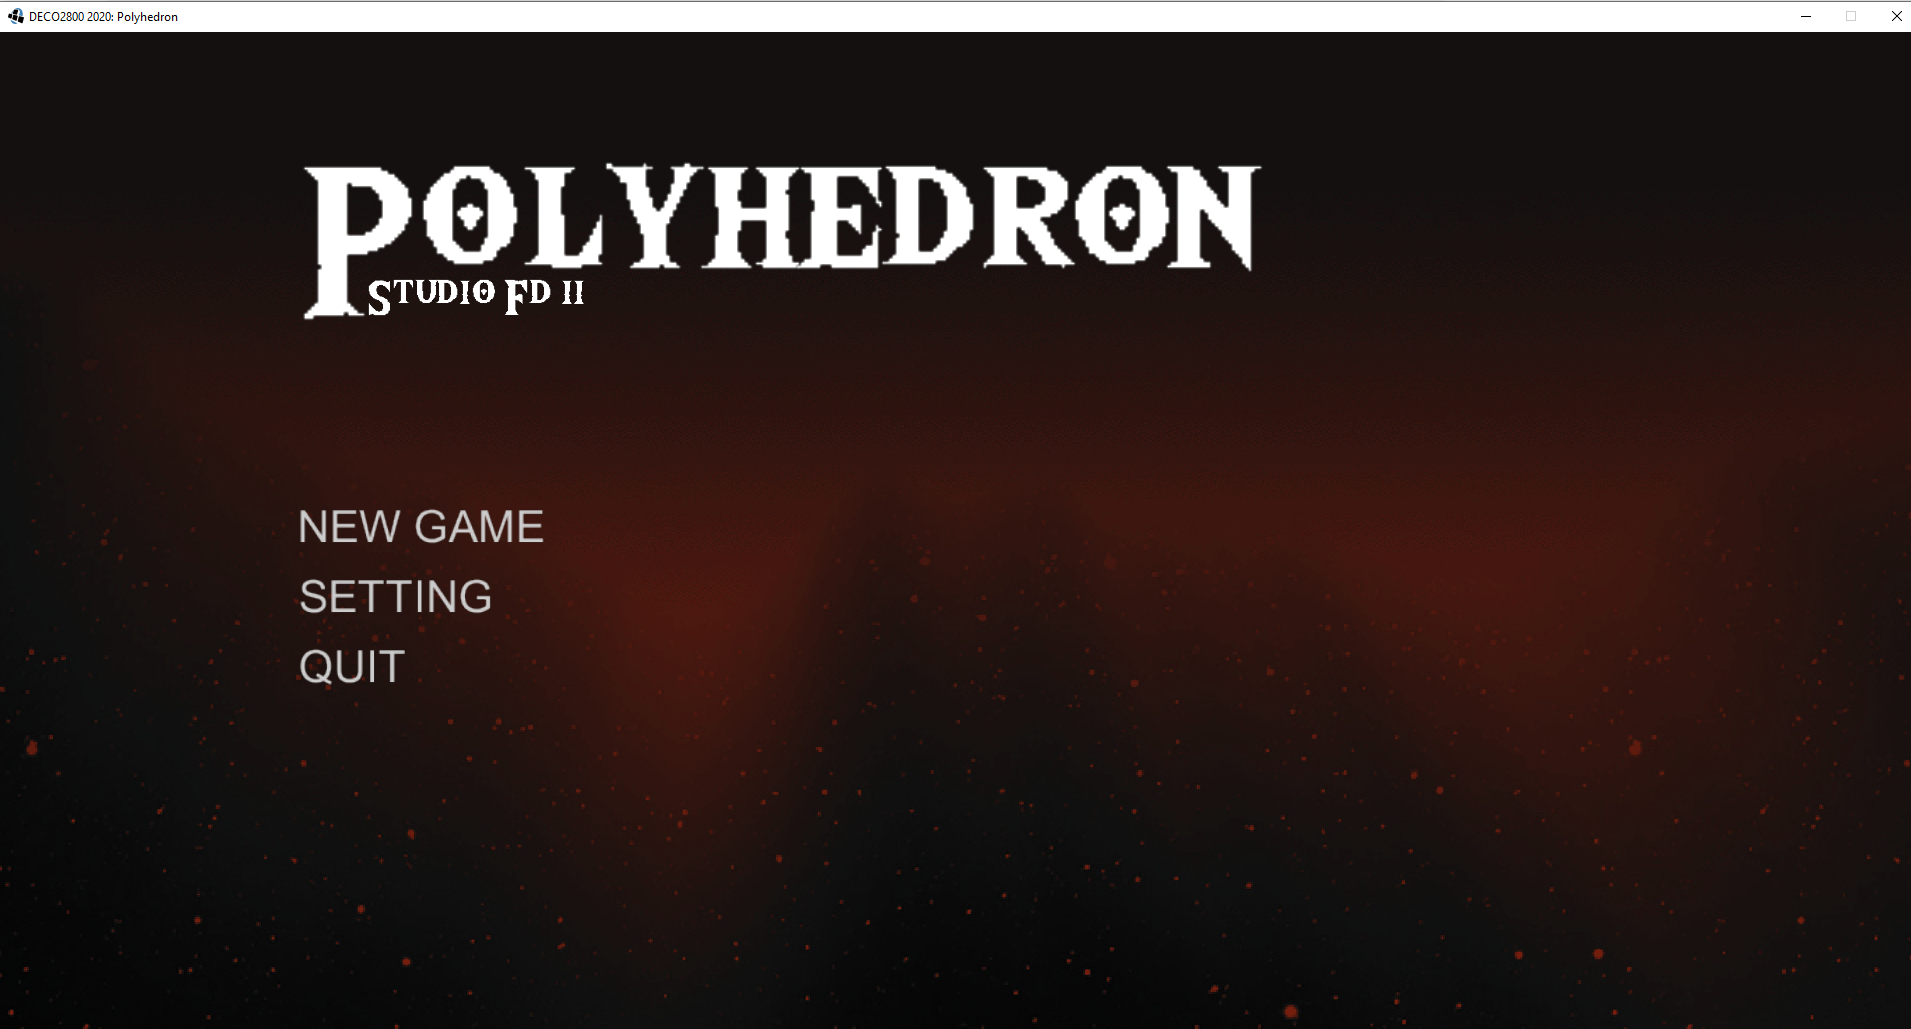 DECO2800 2020: Polyhedron
POLYHEDRON
STUDIO FD II
NEW GAME
SETTING
QUIT